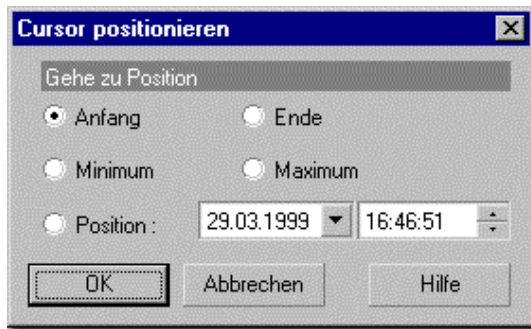 Cursor positionieren
Gehe zu Position
Anfang Ende
Minimum Maximum
Position : 29.03.1999 16:46:51
OK Abbrechen Hilfe